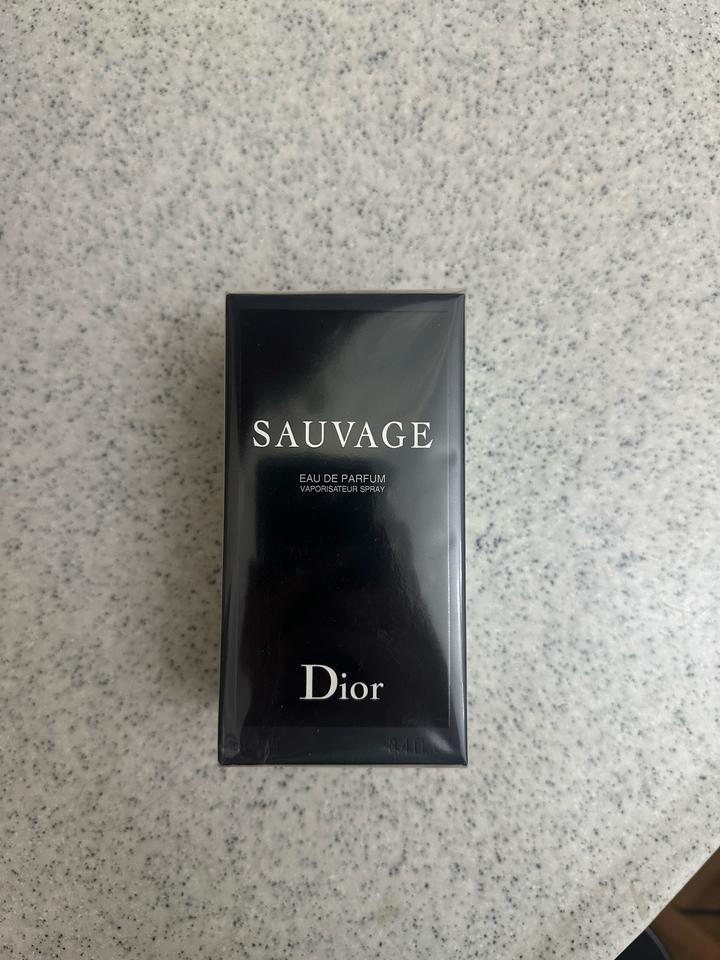 SAUVAGE
EAU DE PARFUM
VAPORISATEUR SPRAY
Dior